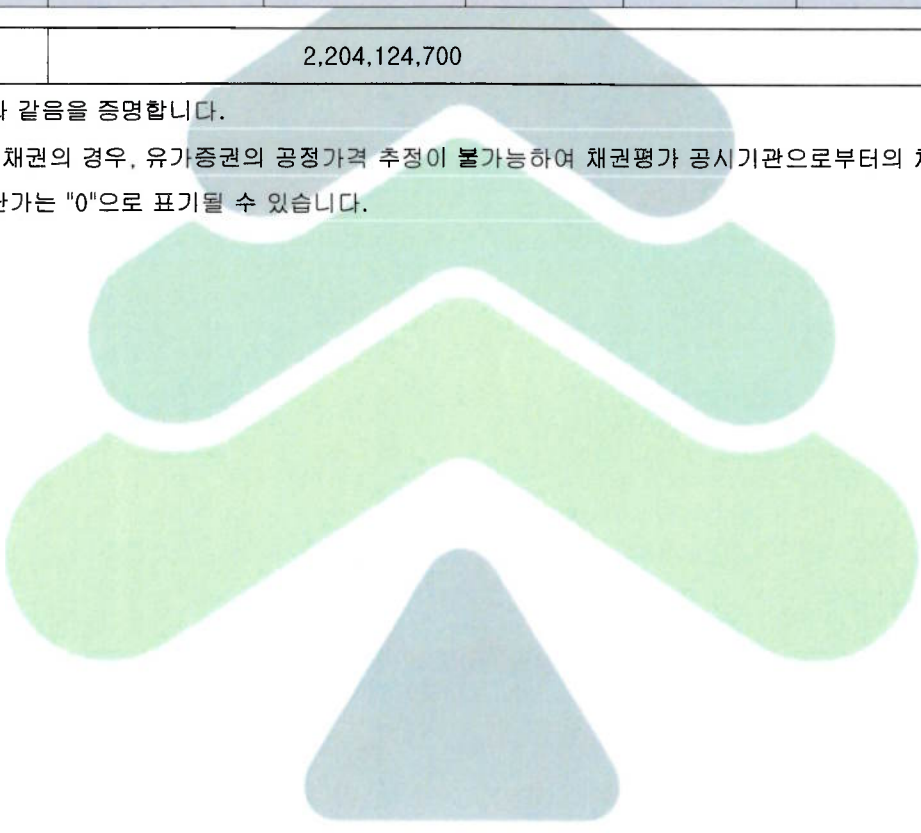 2,204,124,700
같음을 증명합니다.
채권의 경우, 유가증권의 공정가격 추정이 불가능하여 채권평가 공시기관으로부터의
단가는 "0"으로 표기될 수 있습니다.